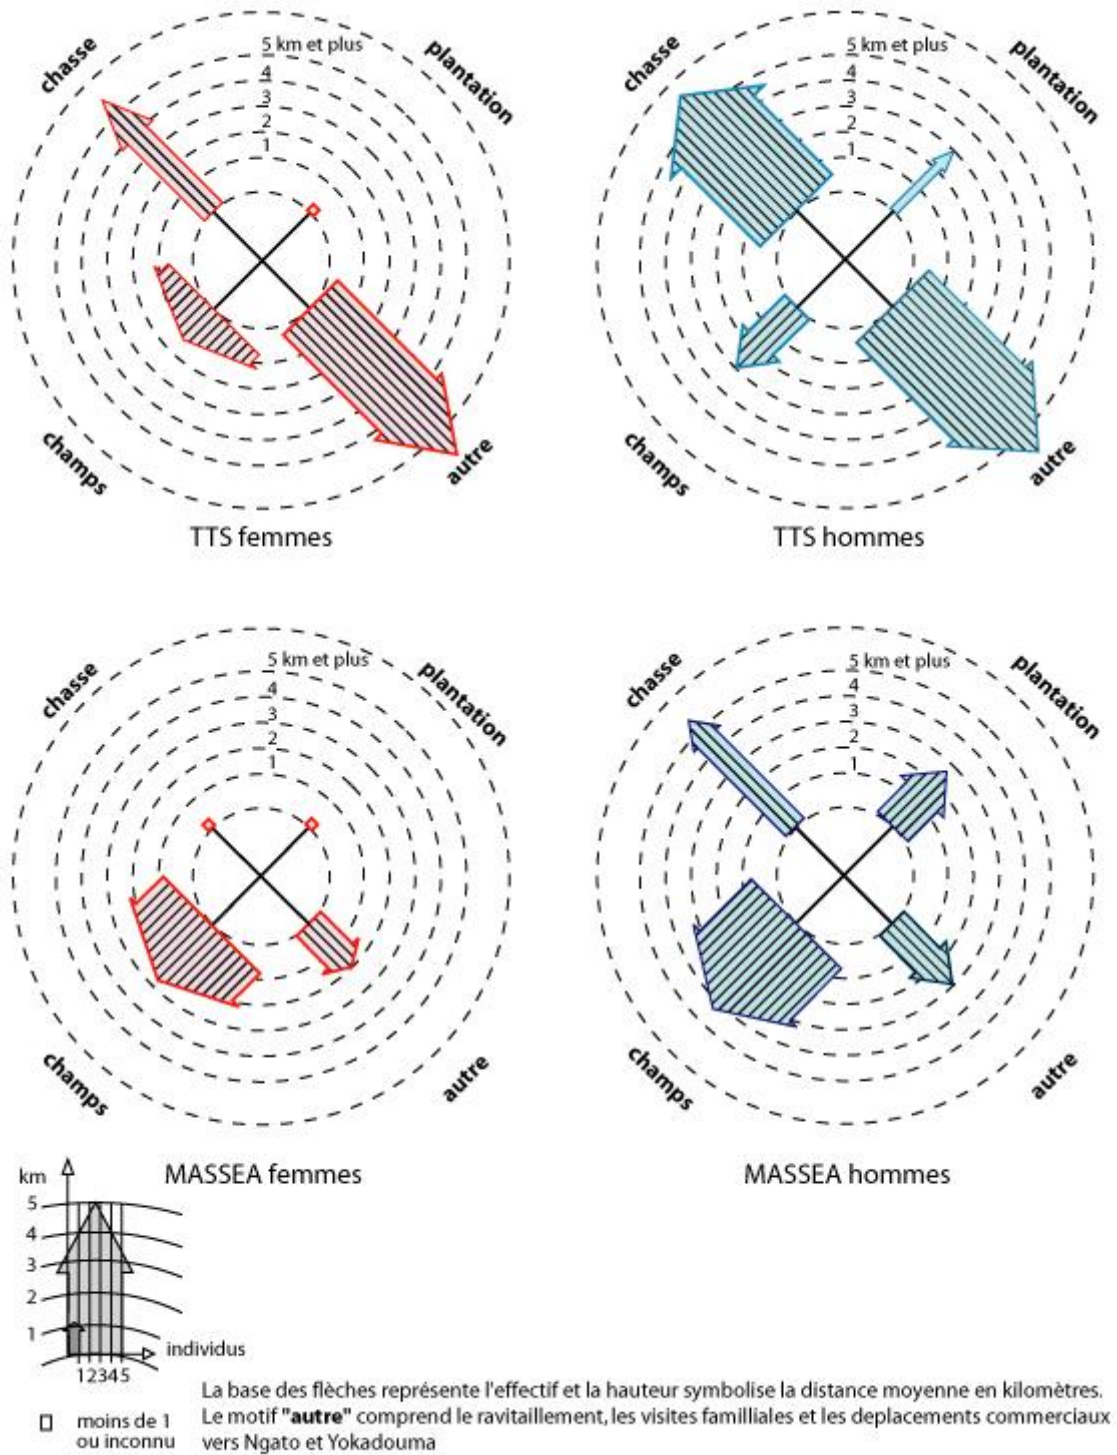 chasse
5 km et plus
plantation
4
3
2
1
champs
autre
TTS femmes
chasse
5 km et plus
plantation
4
3
2
1
champs
autre
TTS hommes
chasse
5 km et plus
plantation
4
3
2
1
champs
autre
MASSEA femmes
chasse
5 km et plus
plantation
4
3
2
1
champs
autre
MASSEA hommes
km
5
4
3
2
1
individus
12345
moins de 1
ou inconnu
La base des flèches représente l'effectif et la hauteur symbolise la distance moyenne en kilomètres.
Le motif "autre" comprend le ravitaillement, les visites familliales et les deplacements commerciaux
vers Ngato et Yokadouma